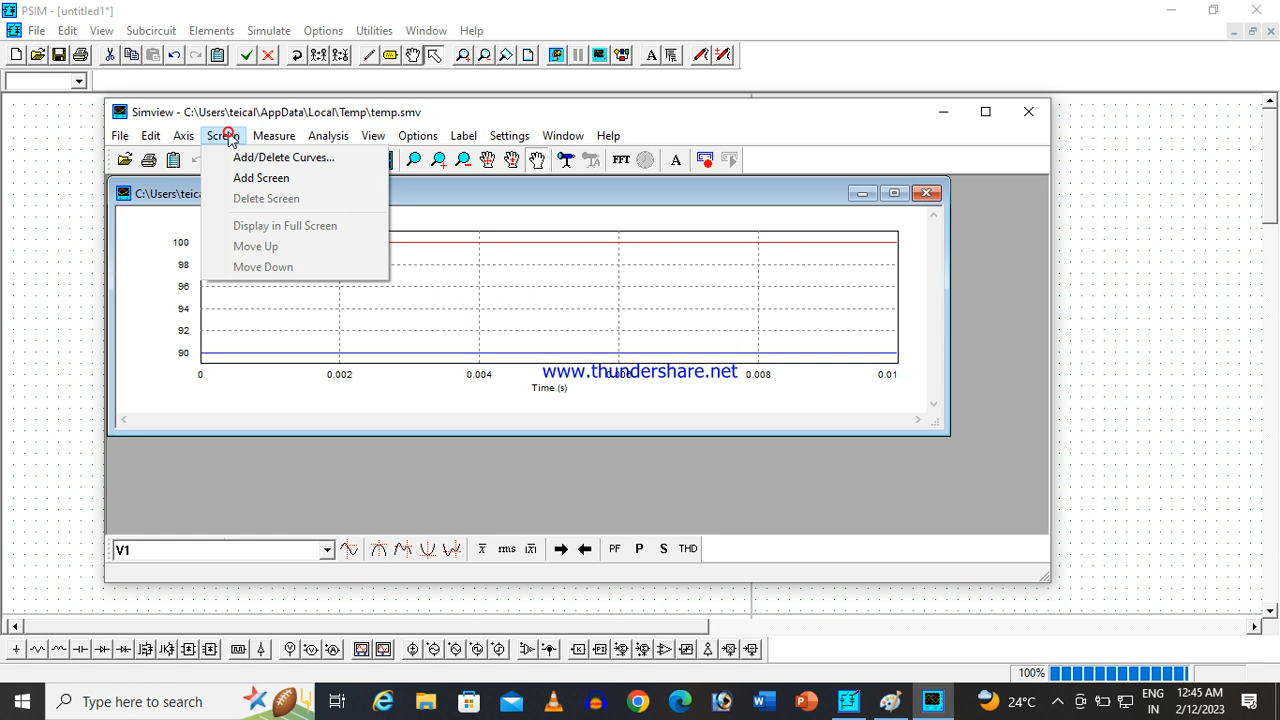 PSIM - [untitled1*]
File Edit View Subcircuit Elements Simulate Options Utilities Window Help
Simview - C:\Users\teical\AppData\Local\Temp\temp.smv
File Edit Axis Screen Measure Analysis View Options Label Settings Window Help
FFT A
Add/Delete Curves...
Add Screen
Delete Screen
Display in Full Screen
Move Up
Move Down
C:\Users\teical
100
98
96
94
92
90
0 0.002 0.004 0.006 0.008 0.01
Time (s)
www.thundershare.net
V1
x rms |x| PF P S THD
100%
Type here to search
24°C
ENG
IN
12:45 AM
2/12/2023